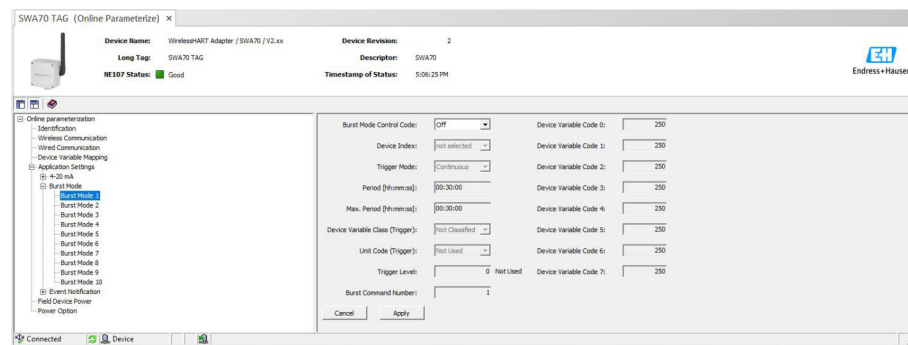 SWA70 TAG (Online Parameterize) ×
Device Name: WirelessHART Adapter / SWA70 / V2.xx Device Revision: 2
Long Tag: SWA70 TAG Descriptor: SWA70
NE107 Status: Good Timestamp of Status: 5:06:25 PM
EH
Endress+Hauser
Online parameterization
Identification
Wireless Communication
Wired Communication
Device Variable Mapping
Application Settings
4-20 mA
Burst Mode
Burst Mode 1
Burst Mode 2
Burst Mode 3
Burst Mode 4
Burst Mode 5
Burst Mode 6
Burst Mode 7
Burst Mode 8
Burst Mode 9
Burst Mode 10
Event Notification
Field Device Power
Power Option
Burst Mode Control Code: Off Device Variable Code 0: 250
Device Index: not selected Device Variable Code 1: 250
Trigger Mode: Continuous Device Variable Code 2: 250
Period [hh:mm:ss]: 00:30:00 Device Variable Code 3: 250
Max. Period [hh:mm:ss]: 00:30:00 Device Variable Code 4: 250
Device Variable Class (Trigger): Not Classified Device Variable Code 5: 250
Unit Code (Trigger): Not Used Device Variable Code 6: 250
Trigger Level: 0 Not Used Device Variable Code 7: 250
Burst Command Number: 1
Cancel Apply
Connected Device